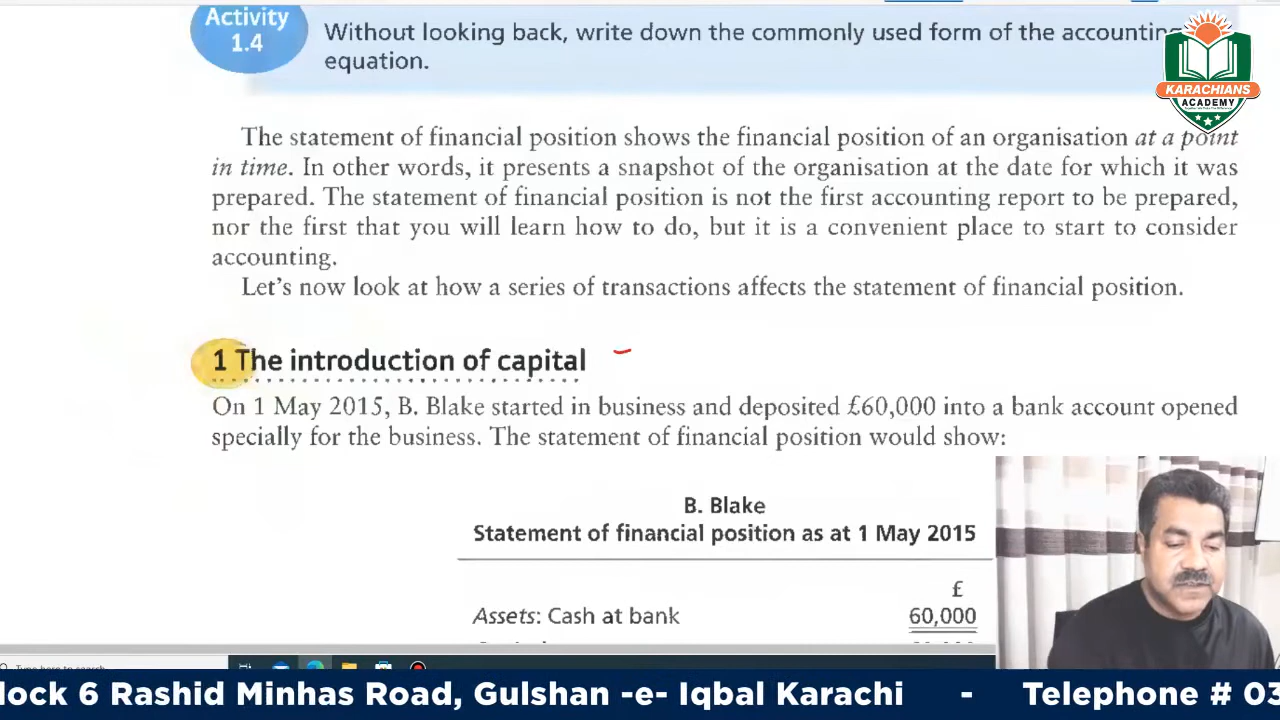 Activity
1.4
Without looking back, write down the commonly used form of the accounting
equation.
KARACHIANS
ACADEMY
The statement of financial position shows the financial position of an organisation at a point
in time. In other words, it presents a snapshot of the organisation at the date for which it was
prepared. The statement of financial position is not the first accounting report to be prepared,
nor the first that you will learn how to do, but it is a convenient place to start to consider
accounting.
Let's now look at how a series of transactions affects the statement of financial position.
1 The introduction of capital
On 1 May 2015, B. Blake started in business and deposited £60,000 into a bank account opened
specially for the business. The statement of financial position would show:
B. Blake
Statement of financial position as at 1 May 2015
£
Assets: Cash at bank 60,000
lock 6 Rashid Minhas Road, Gulshan -e- Iqbal Karachi - Telephone # 03